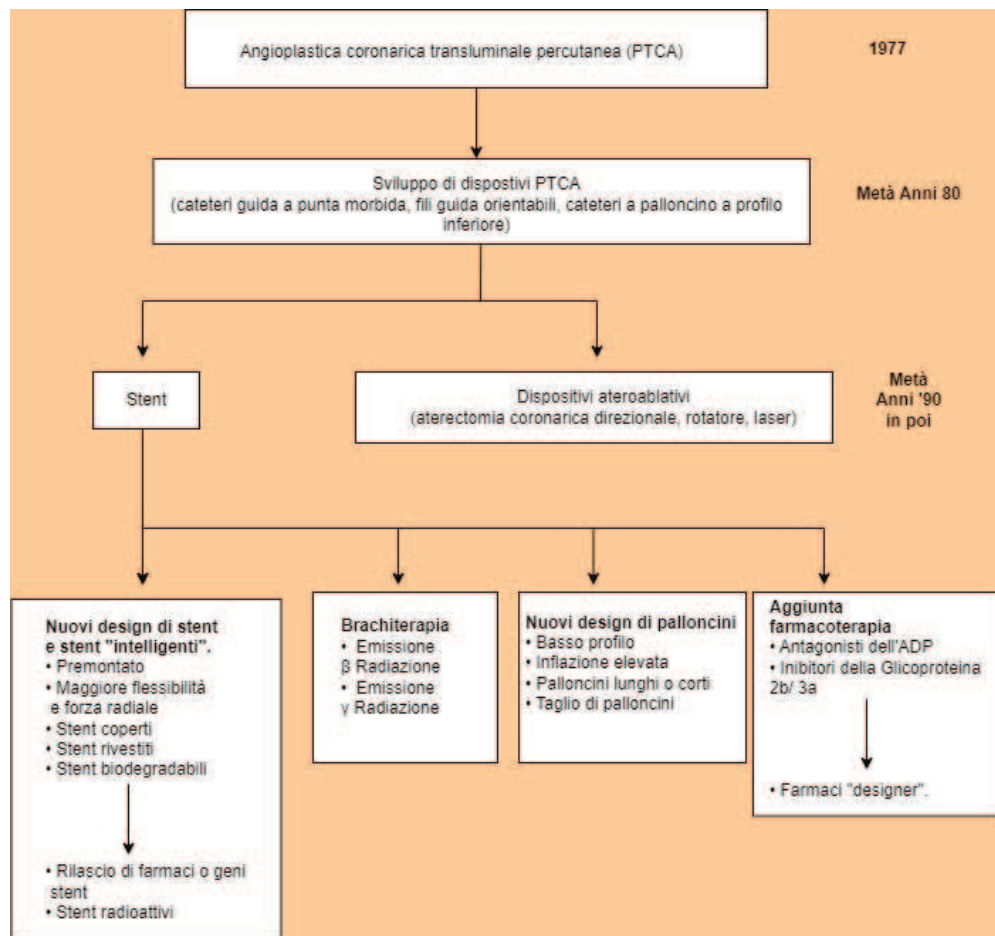 Angioplastica coronarica transluminale percutanea (PTCA)
1977
Sviluppo di dispostivi PTCA
(cateteri guida a punta morbida, fili guida orientabili, cateteri a palloncino a profilo
inferiore)
Metà Anni 80
Stent
Dispositivi ateroablativi
(aterectomia coronarica direzionale, rotatore, laser)
Metà
Anni '90
in poi
Nuovi design di stent
e stent "intelligenti".
• Premontato
• Maggiore flessibilità
e forza radiale
• Stent coperti
• Stent rivestiti
• Stent biodegradabili
• Rilascio di farmaci o geni
stent
• Stent radioattivi
Brachiterapia
• Emissione
β Radiazione
• Emissione
γ Radiazione
Nuovi design di palloncini
• Basso profilo
• Inflazione elevata
• Palloncini lunghi o corti
• Taglio di palloncini
Aggiunta
farmacoterapia
• Antagonisti dell'ADP
• Inibitori della Glicoproteina
2b/ 3a
• Farmaci "designer".